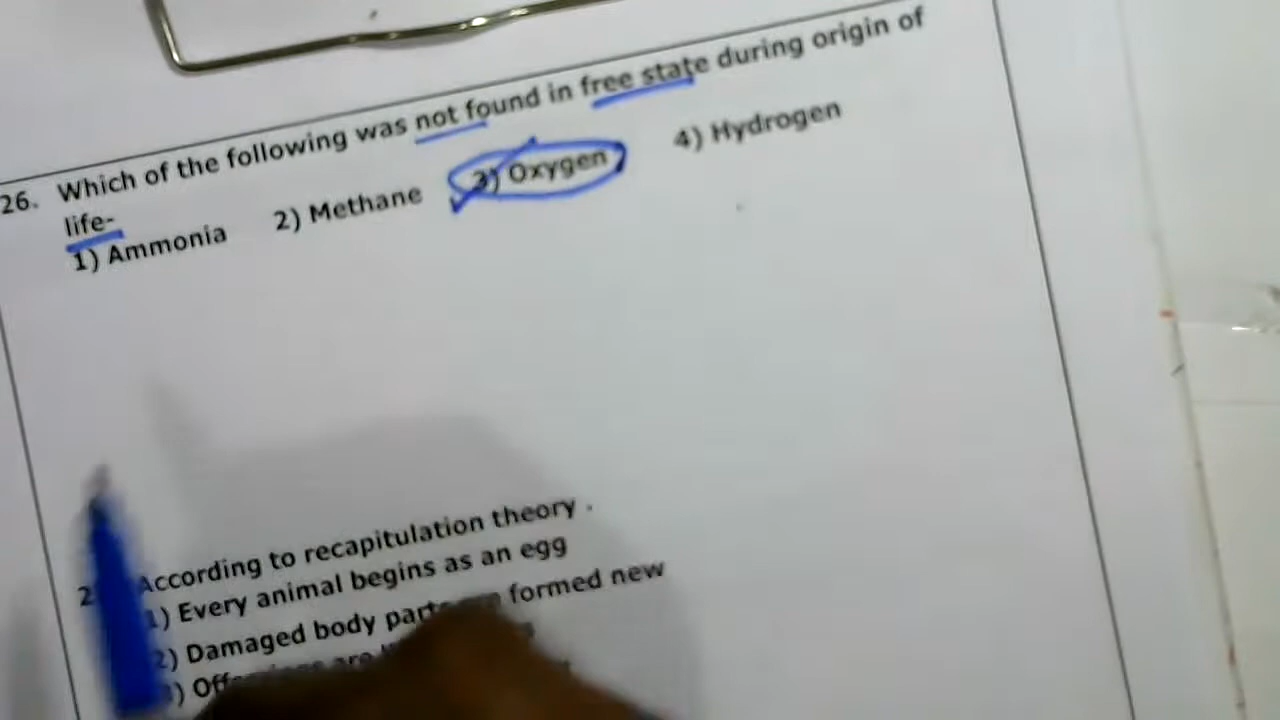 26. Which of the following was not found in free state during origin of
life-
1) Ammonia 2) Methane 3) Oxygen 4) Hydrogen
According to recapitulation theory .
1) Every animal begins as an egg
2) Damaged body formed new